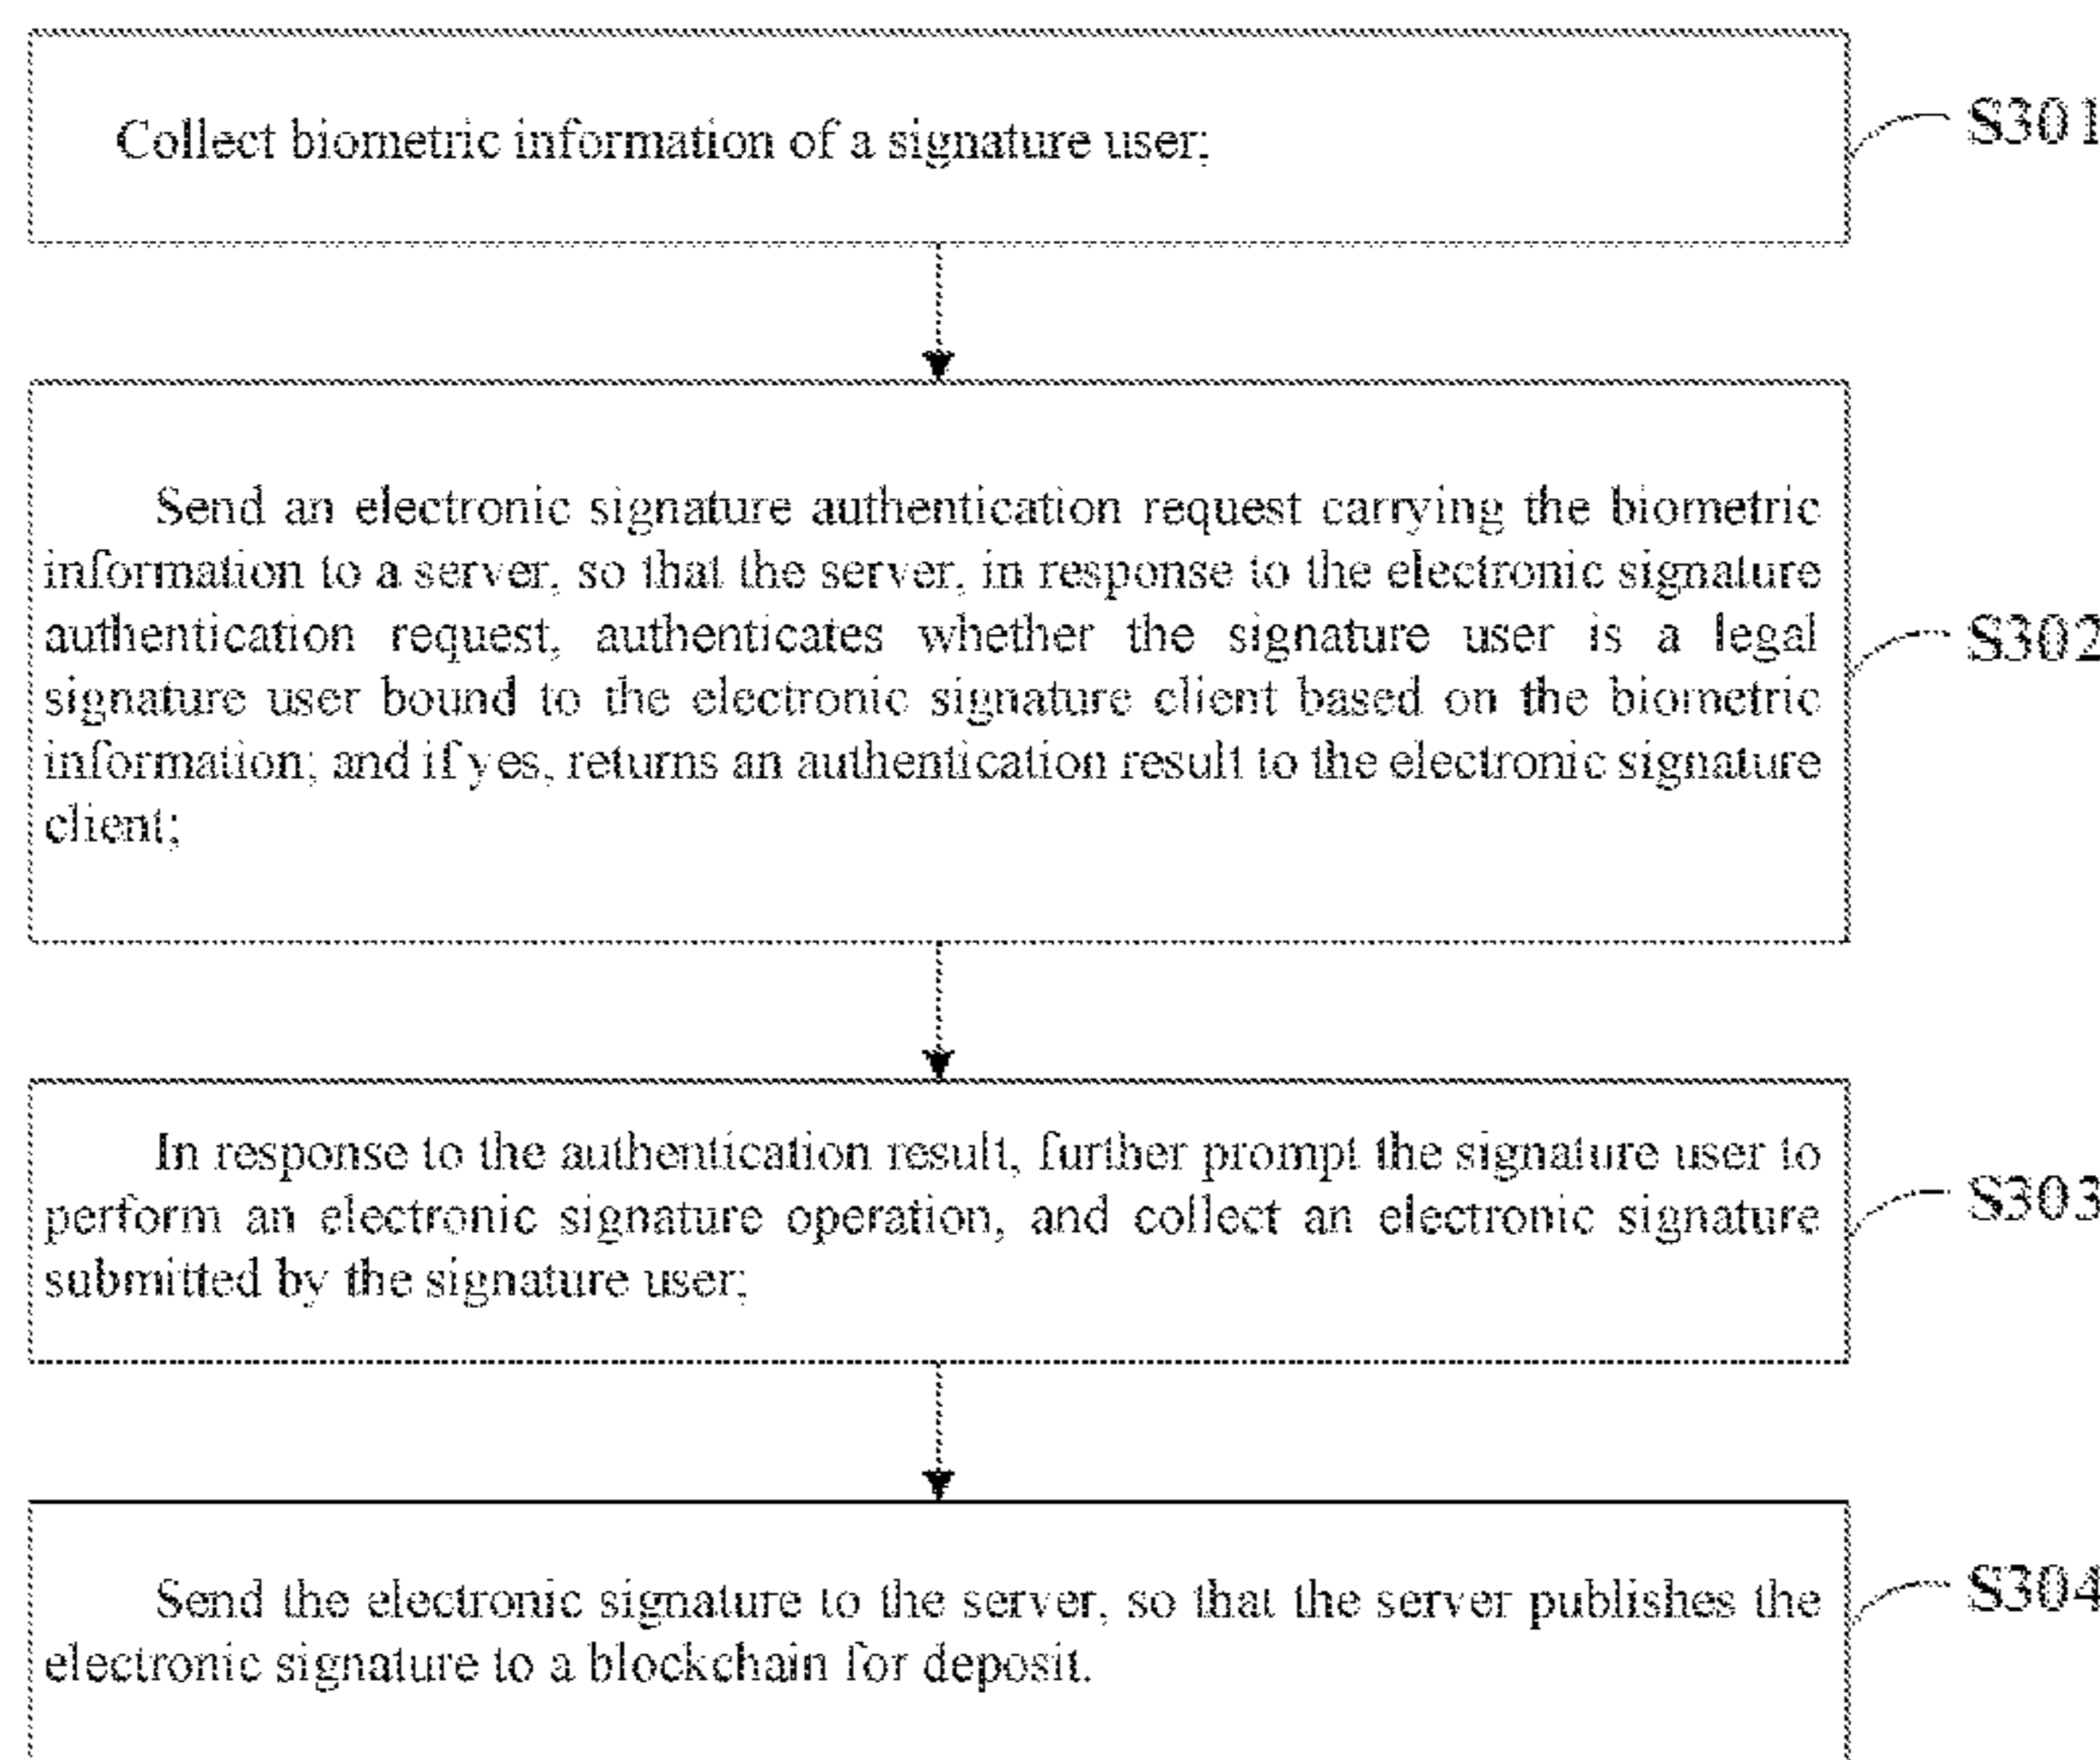 Collect biometric information of a signature user;
S301
Send an electronic signature authentication request carrying the biometric
information to a server, so that the server, in response to the electronic signature
authentication request, authenticates whether the signature user is a legal
signature user bound to the electronic signature client based on the biometric
information; and if yes, returns an authentication result to the electronic signature
client;
S302
In response to the authentication result, further prompt the signature user to
perform an electronic signature operation, and collect an electronic signature
submitted by the signature user;
S303
Send the electronic signature to the server, so that the server publishes the
electronic signature to a blockchain for deposit.
S304